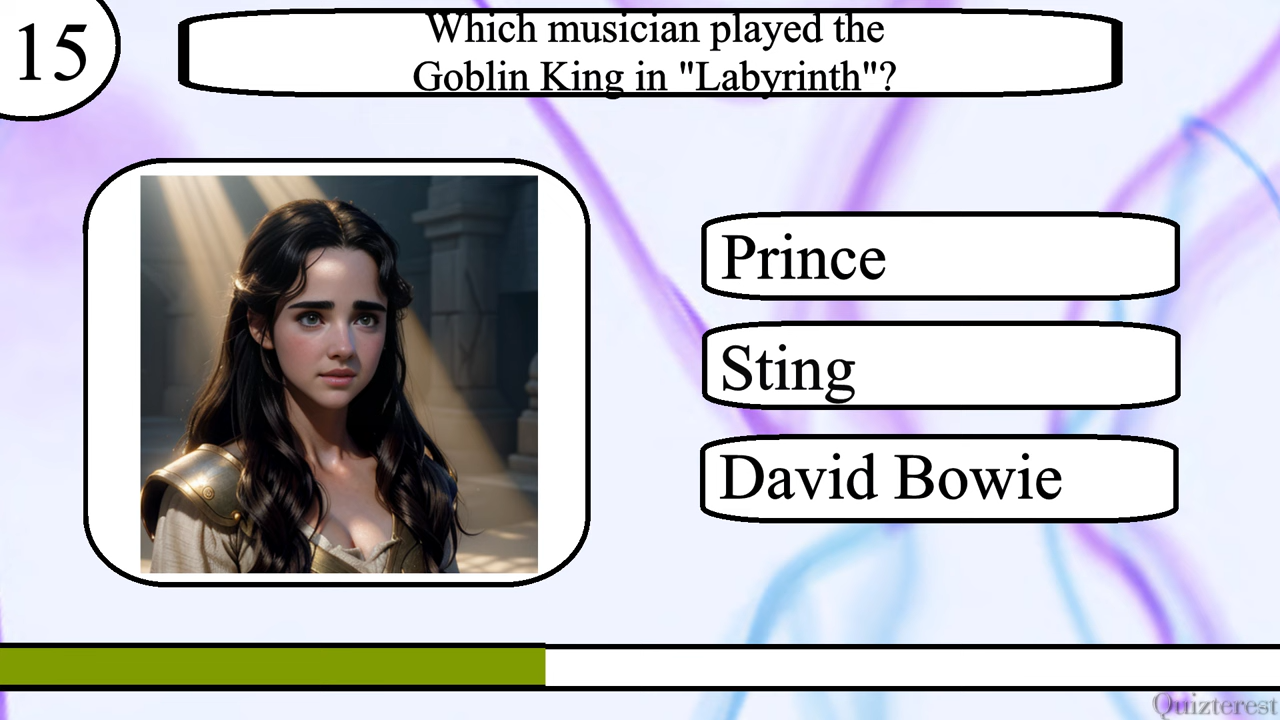 15
Which musician played the
Goblin King in "Labyrinth"?
Prince
Sting
David Bowie
Quizterest